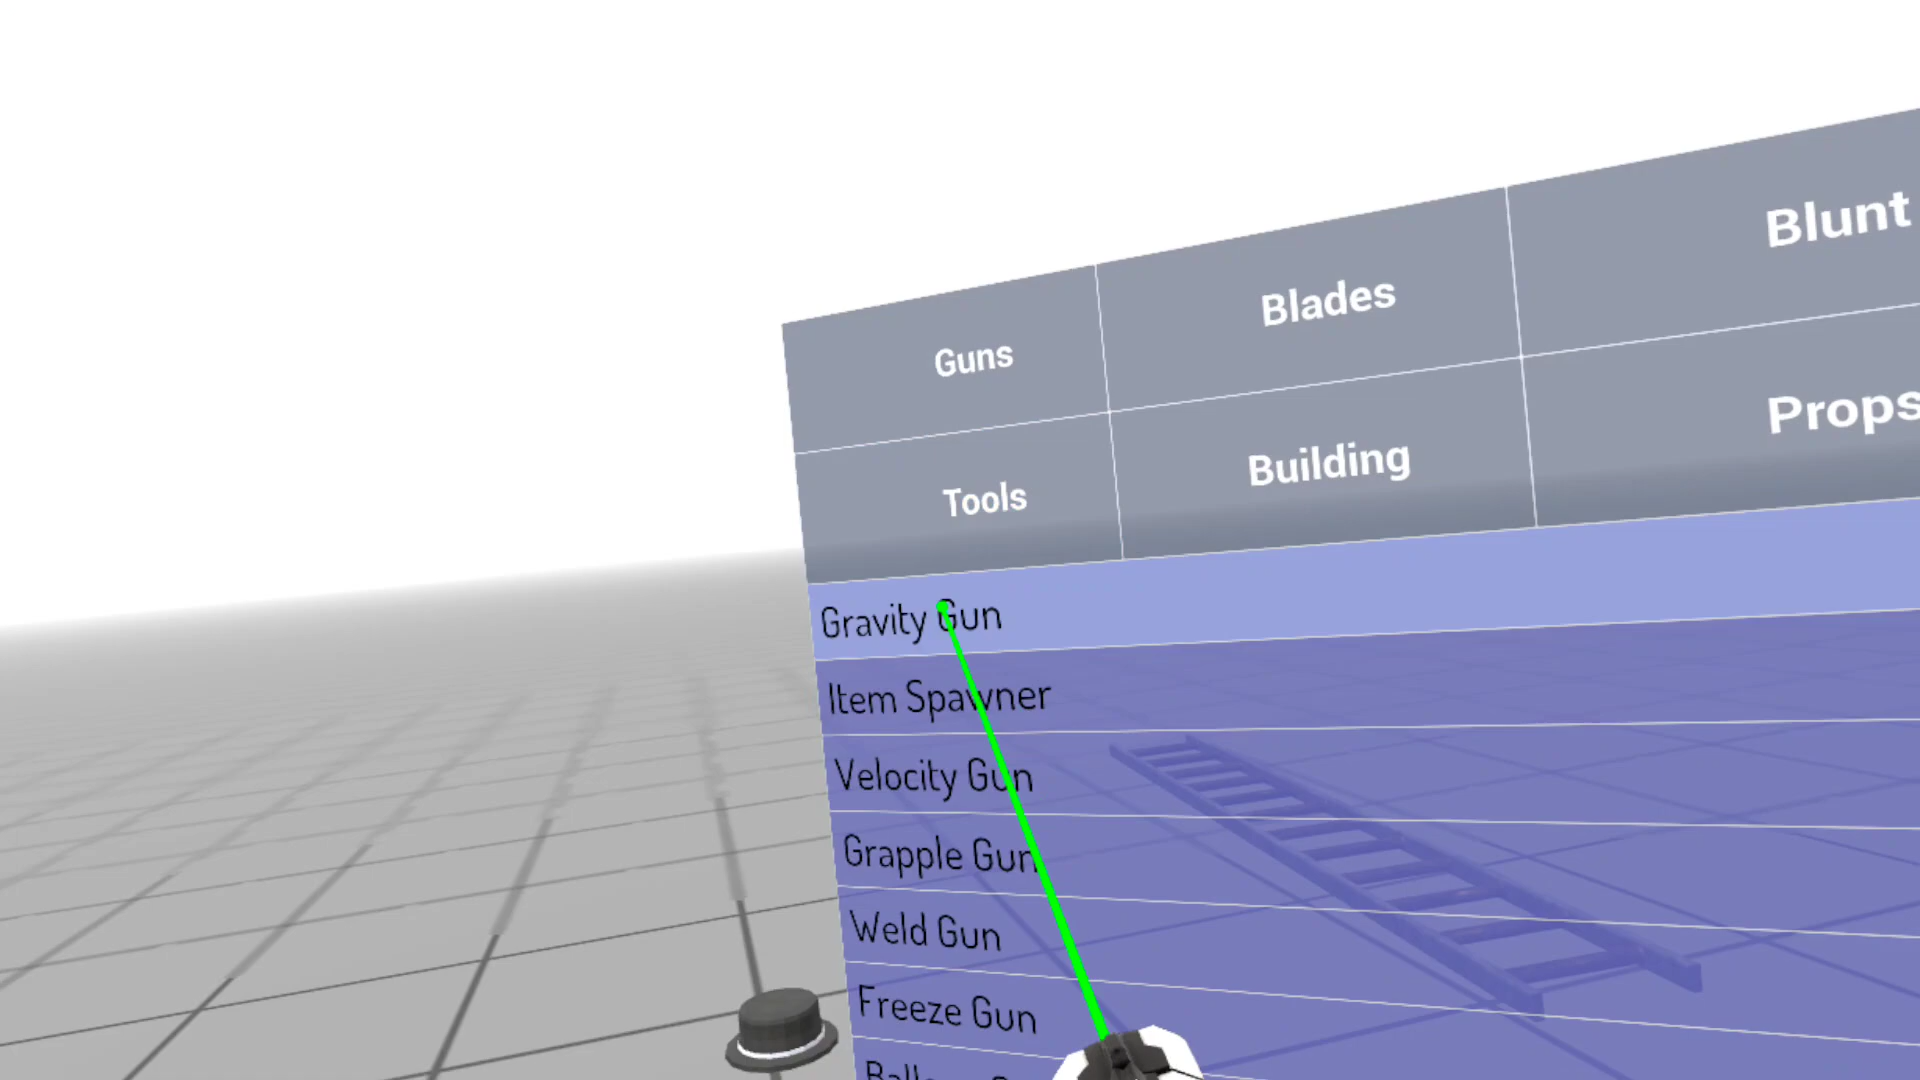 Guns
Blades
Blunt
Tools
Building
Props
Gravity Gun
Item Spawner
Velocity Gun
Grapple Gun
Weld Gun
Freeze Gun